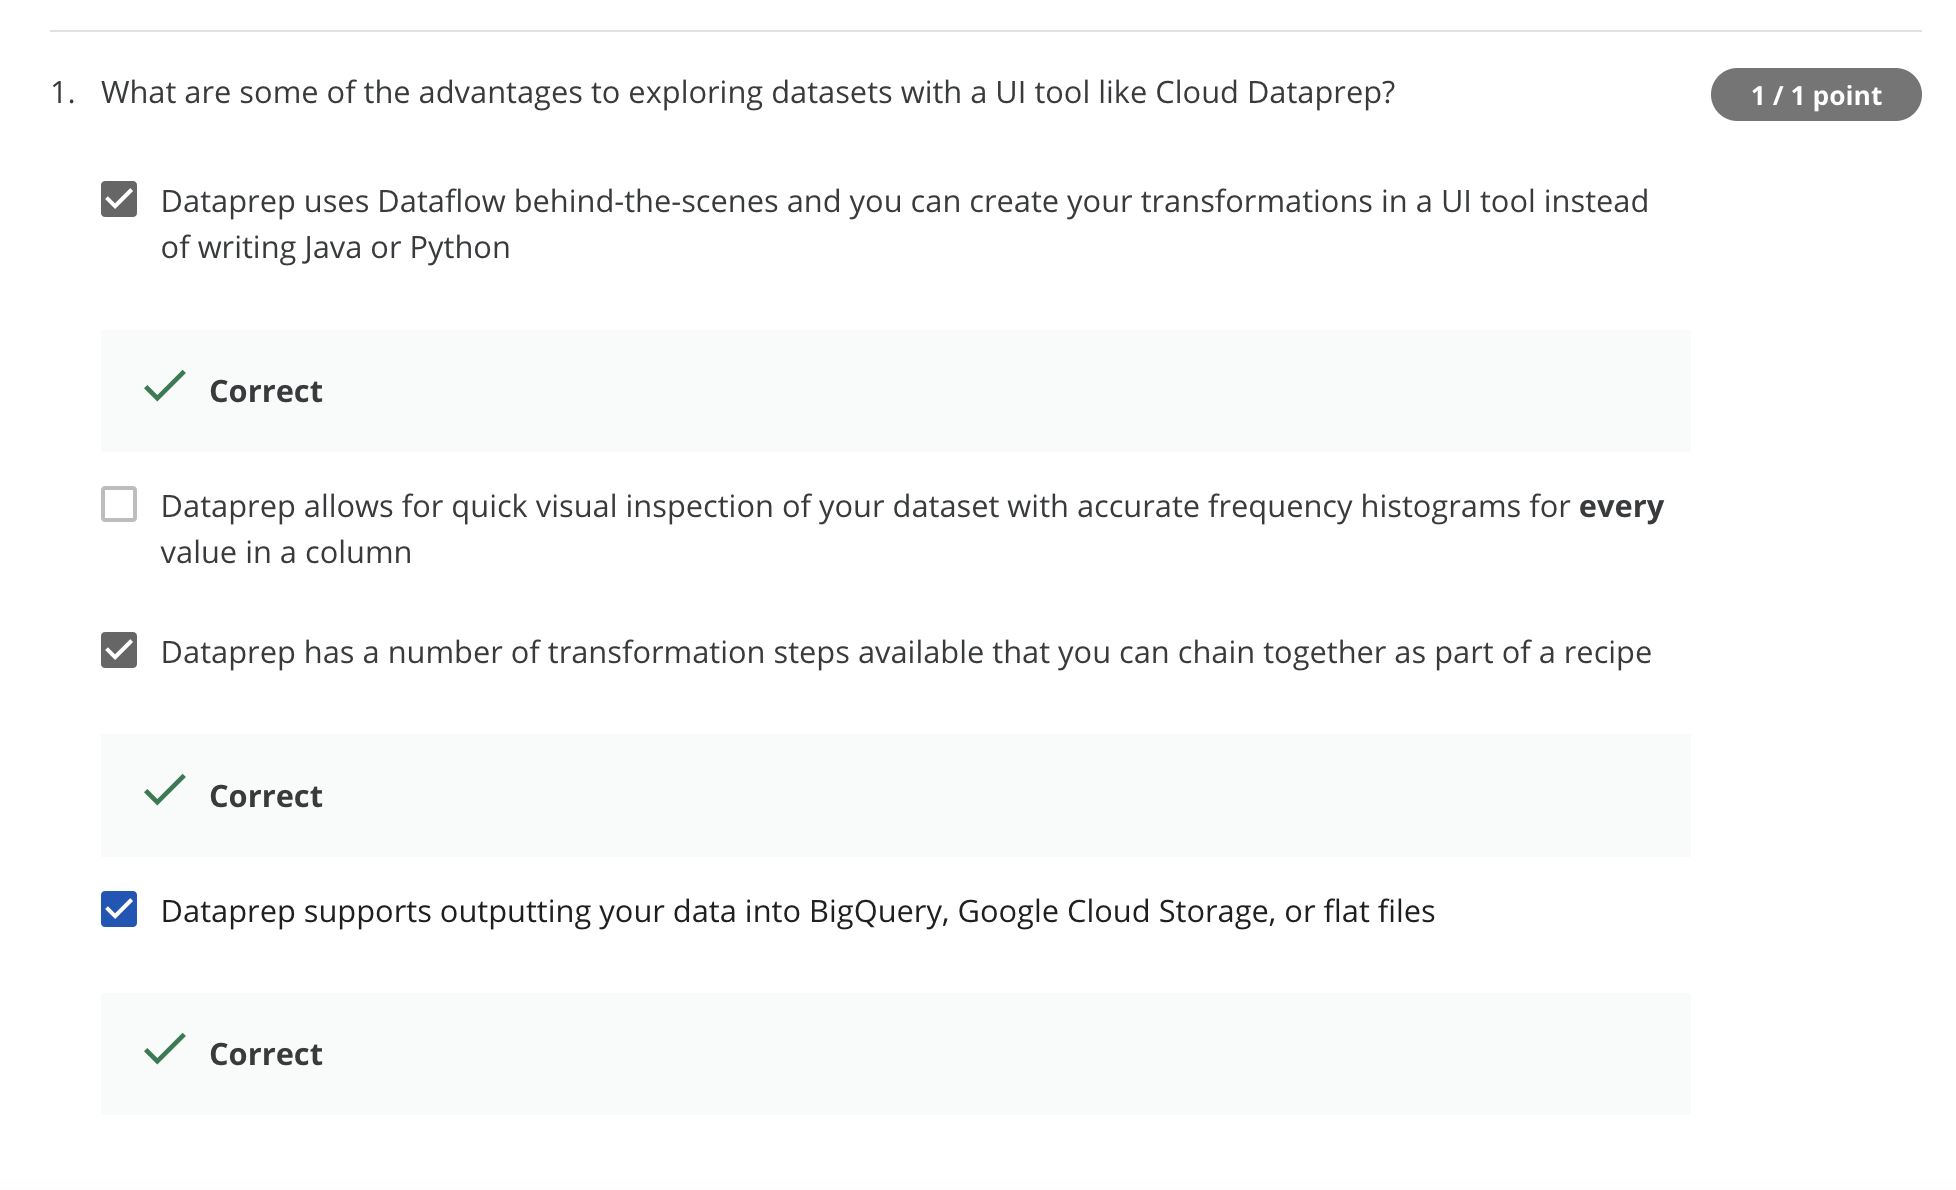 1. What are some of the advantages to exploring datasets with a UI tool like Cloud Dataprep?
1 / 1 point
Dataprep uses Dataflow behind-the-scenes and you can create your transformations in a UI tool instead
of writing Java or Python
Correct
Dataprep allows for quick visual inspection of your dataset with accurate frequency histograms for every
value in a column
Dataprep has a number of transformation steps available that you can chain together as part of a recipe
Correct
Dataprep supports outputting your data into BigQuery, Google Cloud Storage, or flat files
Correct